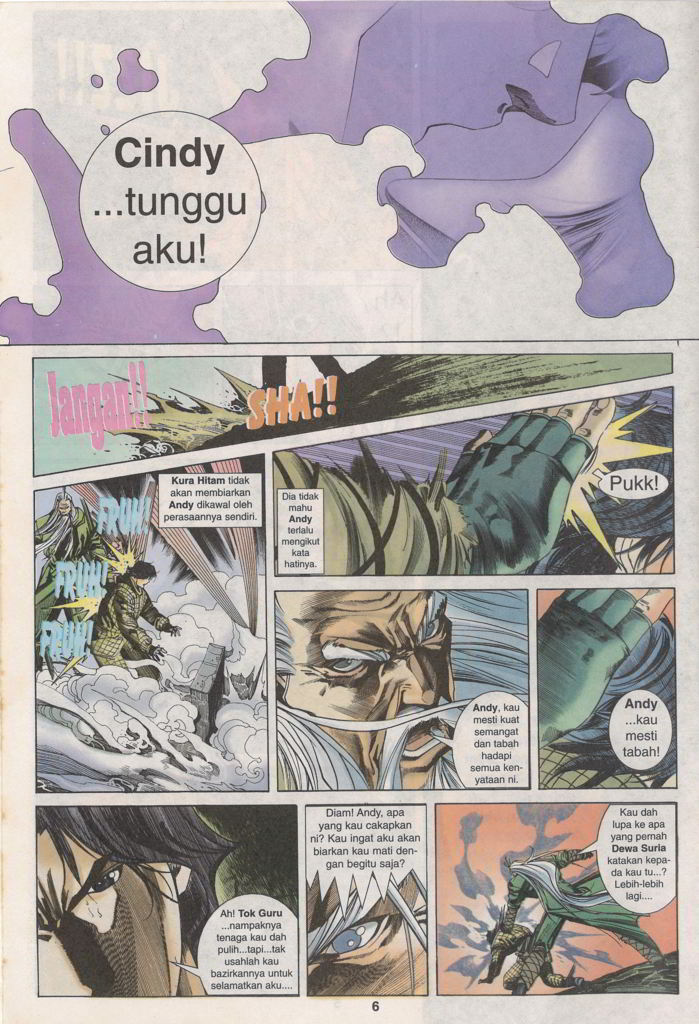 Cindy
...tunggu
aku!
Jangan!!
SHA!!
Kura Hitam tidak
akan membiarkan
Andy dikawal oleh
perasaannya sendiri.
FRUH!
FRUH!
FRUH!
Dia tidak
mahu
Andy
terlalu
mengikut
kata
hatinya.
Pukk!
Andy, kau
mesti kuat
semangat
dan tabah
hadapi
semua ken-
yataan ni.
Andy
...kau
mesti
tabah!
Ah! Tok Guru
...nampaknya
tenaga kau dah
pulih...tapi...tak
usahlah kau
bazirkannya untuk
selamatkan aku....
Diam! Andy, apa
yang kau cakapkan
ni? Kau ingat aku akan
biarkan kau mati den-
gan begitu saja?
Kau dah
lupa ke apa
yang pernah
Dewa Suria
katakan kepa-
da kau tu...?
Lebih-lebih
lagi....
6